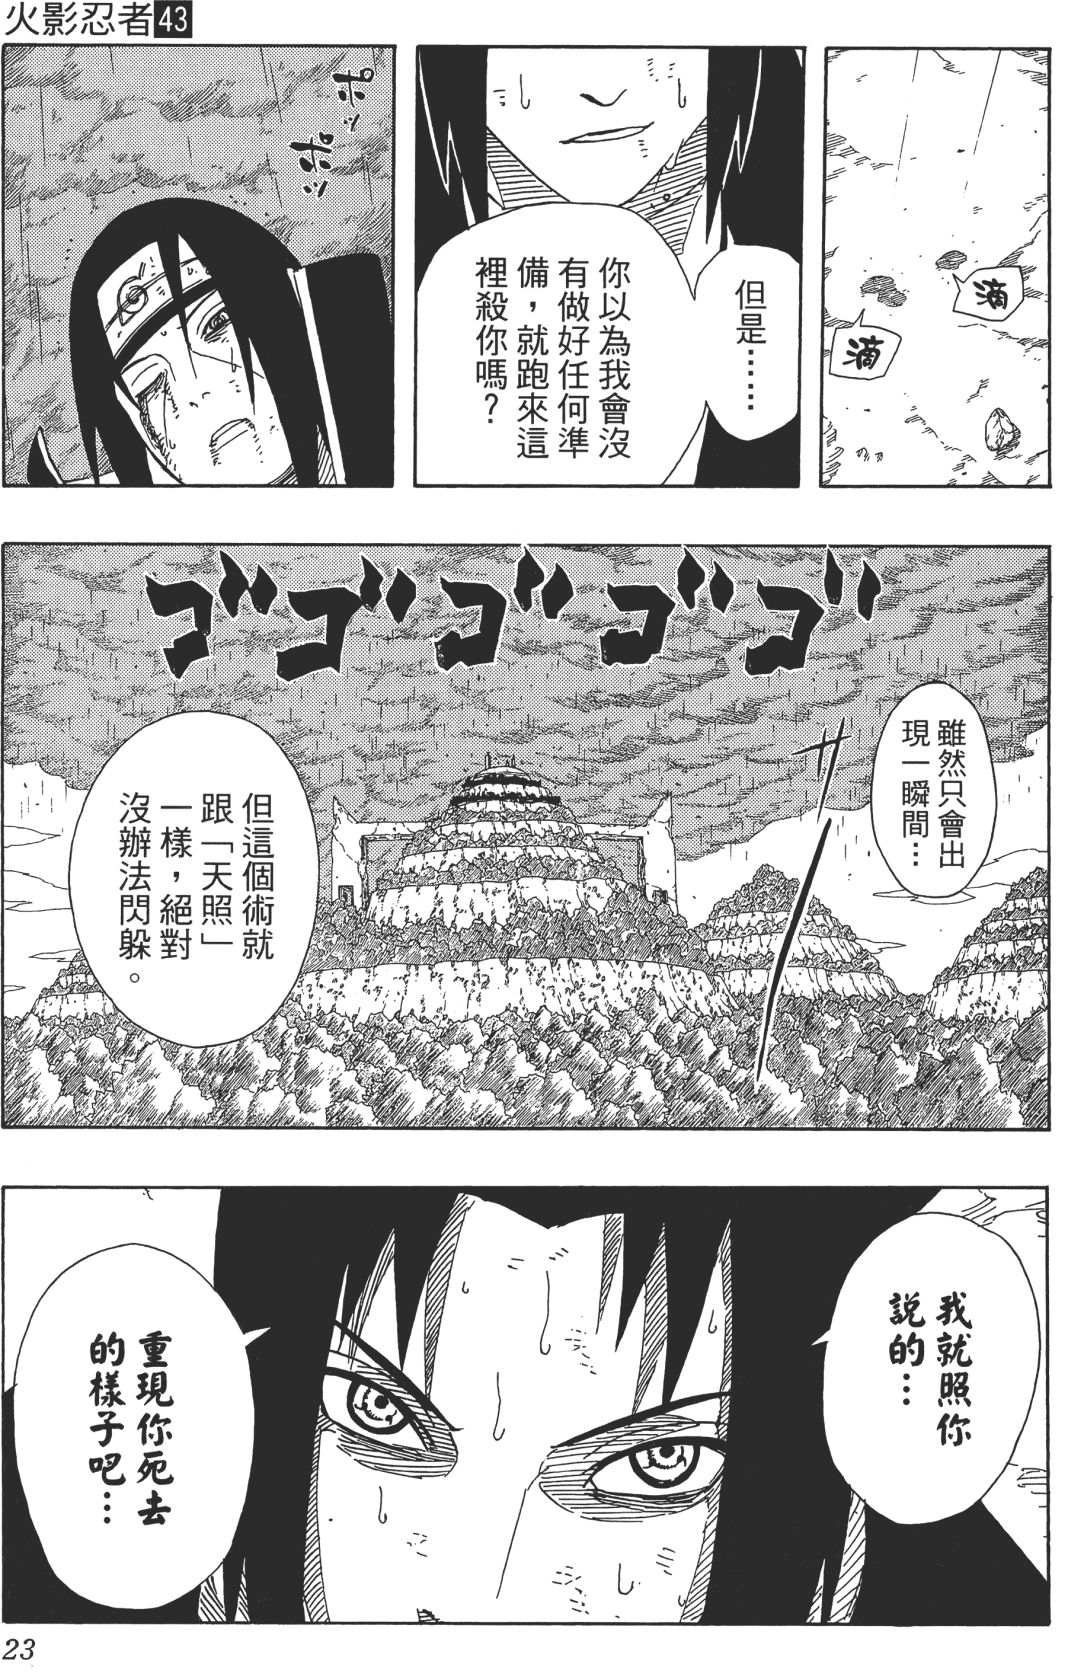 火影忍者43
滴
滴
但是……
你以為我會沒
有做好任何準
備，就跑來這
裡殺你嗎？
ポッ
ポッ
ゴゴゴゴゴ
雖然只會出
現一瞬間…
サ
但這個術就
跟「天照」
一樣，絕對
沒辦法閃躲。
我就照你
說的…
重現你死去
的樣子吧…
23